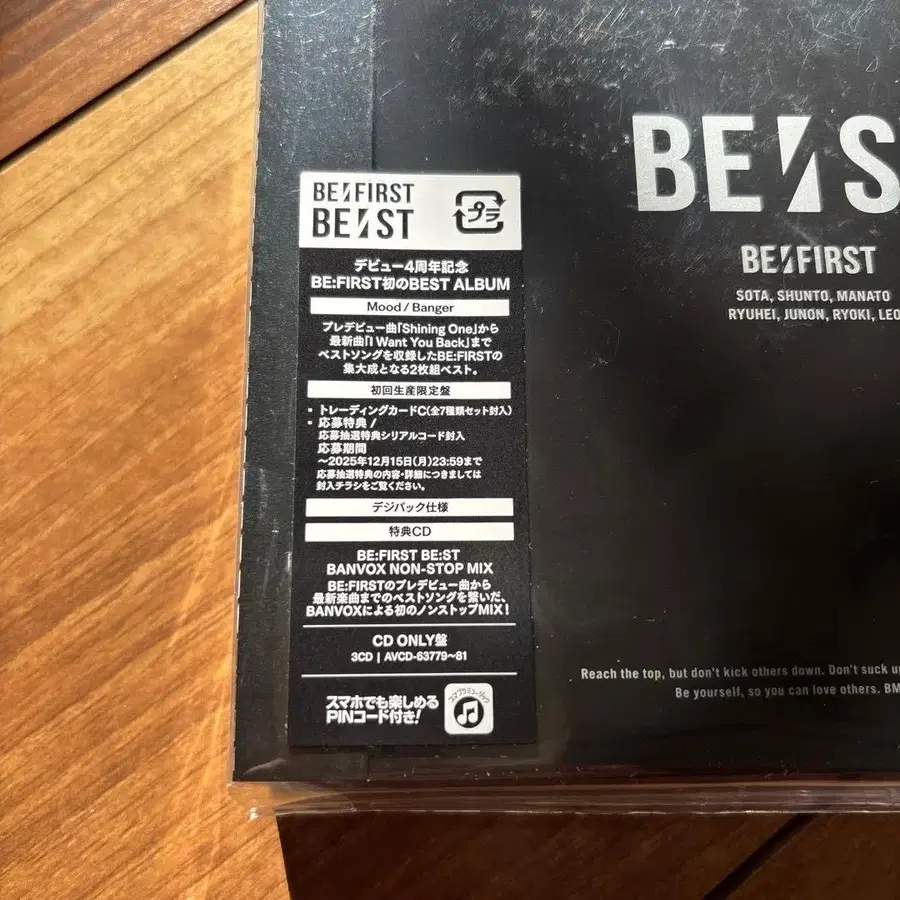 BE:FIRST
BE:ST
プラ
デビュー4周年記念
BE:FIRST初のBEST ALBUM
Mood / Banger
プレデビュー曲「Shining One」から
最新曲「I Want You Back」まで
ベストソングを収録したBE:FIRSTの
集大成となる2枚組ベスト。
初回生産限定盤
・トレーディングカードC(全7種類セット封入)
・応募特典 /
応募抽選特典シリアルコード封入
応募期間
〜2025年12月15日(月)23:59まで
応募抽選特典の内容・詳細につきましては
封入チラシをご覧ください。
デジパック仕様
特典CD
BE:FIRST BE:ST
BANVOX NON-STOP MIX
BE:FIRSTのプレデビュー曲から
最新楽曲までのベストソングを繋いだ、
BANVOXによる初のノンストップMIX!
CD ONLY盤
3CD | AVCD-63779~81
スマホでも楽しめる
PINコード付き!
スマプラミュージック
BE:S
BE:FIRST
SOTA, SHUNTO, MANATO
RYUHEI, JUNON, RYOKI, LEO
Reach the top, but don't kick others down. Don't suck u
Be yourself, so you can love others. BM